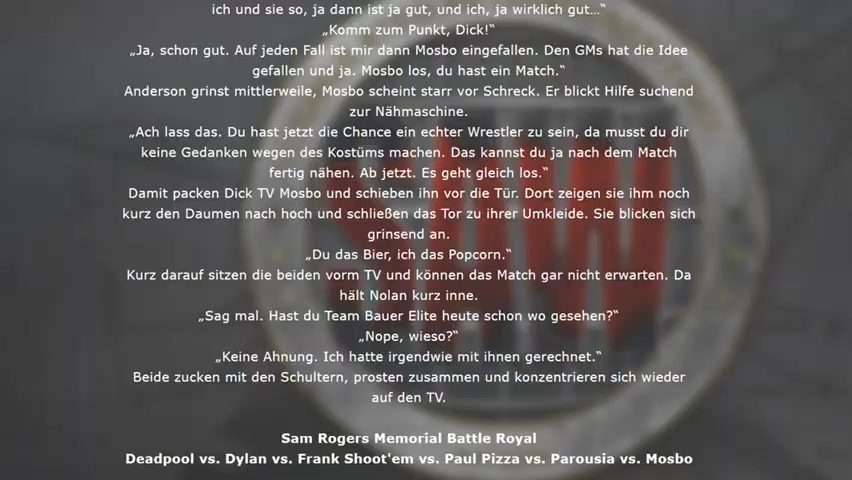 ich und sie so, ja dann ist ja gut, und ich, ja wirklich gut…“
„Komm zum Punkt, Dick!“
„Ja, schon gut. Auf jeden Fall ist mir dann Mosbo eingefallen. Den GMs hat die Idee
gefallen und ja. Mosbo los, du hast ein Match.“
Anderson grinst mittlerweile, Mosbo scheint starr vor Schreck. Er blickt Hilfe suchend
zur Nähmaschine.
„Ach lass das. Du hast jetzt die Chance ein echter Wrestler zu sein, da musst du dir
keine Gedanken wegen des Kostüms machen. Das kannst du ja nach dem Match
fertig nähen. Ab jetzt. Es geht gleich los.“
Damit packen Dick TV Mosbo und schieben ihn vor die Tür. Dort zeigen sie ihm noch
kurz den Daumen nach hoch und schließen das Tor zu ihrer Umkleide. Sie blicken sich
grinsend an.
„Du das Bier, ich das Popcorn.“
Kurz darauf sitzen die beiden vorm TV und können das Match gar nicht erwarten. Da
hält Nolan kurz inne.
„Sag mal. Hast du Team Bauer Elite heute schon wo gesehen?“
„Nope, wieso?“
„Keine Ahnung. Ich hatte irgendwie mit ihnen gerechnet.“
Beide zucken mit den Schultern, prosten zusammen und konzentrieren sich wieder
auf den TV.
Sam Rogers Memorial Battle Royal
Deadpool vs. Dylan vs. Frank Shoot'em vs. Paul Pizza vs. Parousia vs. Mosbo